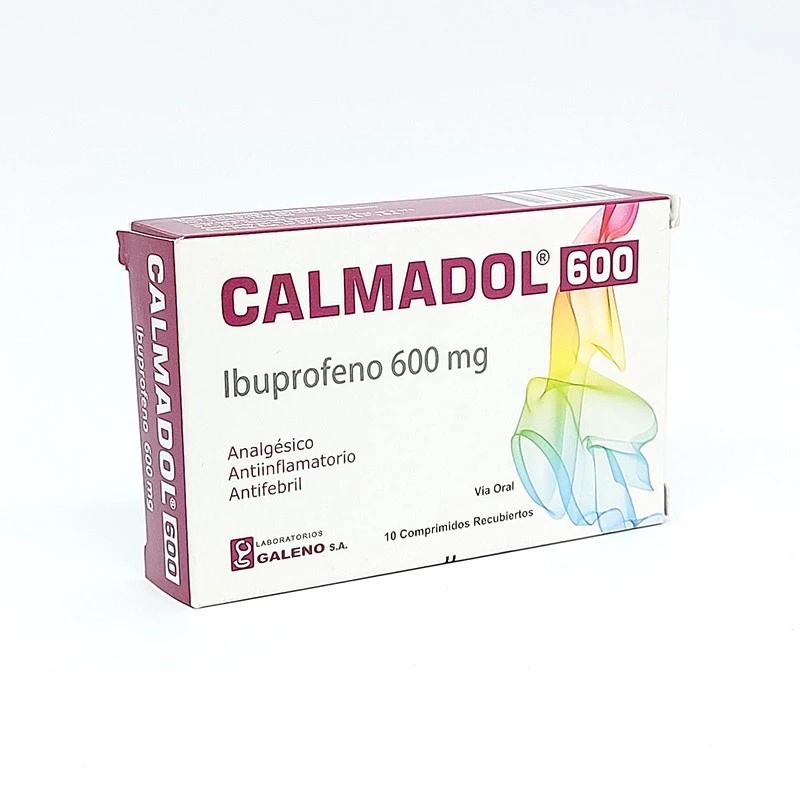 CALMADOL® 600
Ibuprofeno 600 mg
Analgésico
Antiinflamatorio
Antifebril
Via Oral
10 Comprimidos Recubiertos
LABORATORIOS
GALENO S.A.
CALMADOL® 600
Ibuprofeno 600 mg